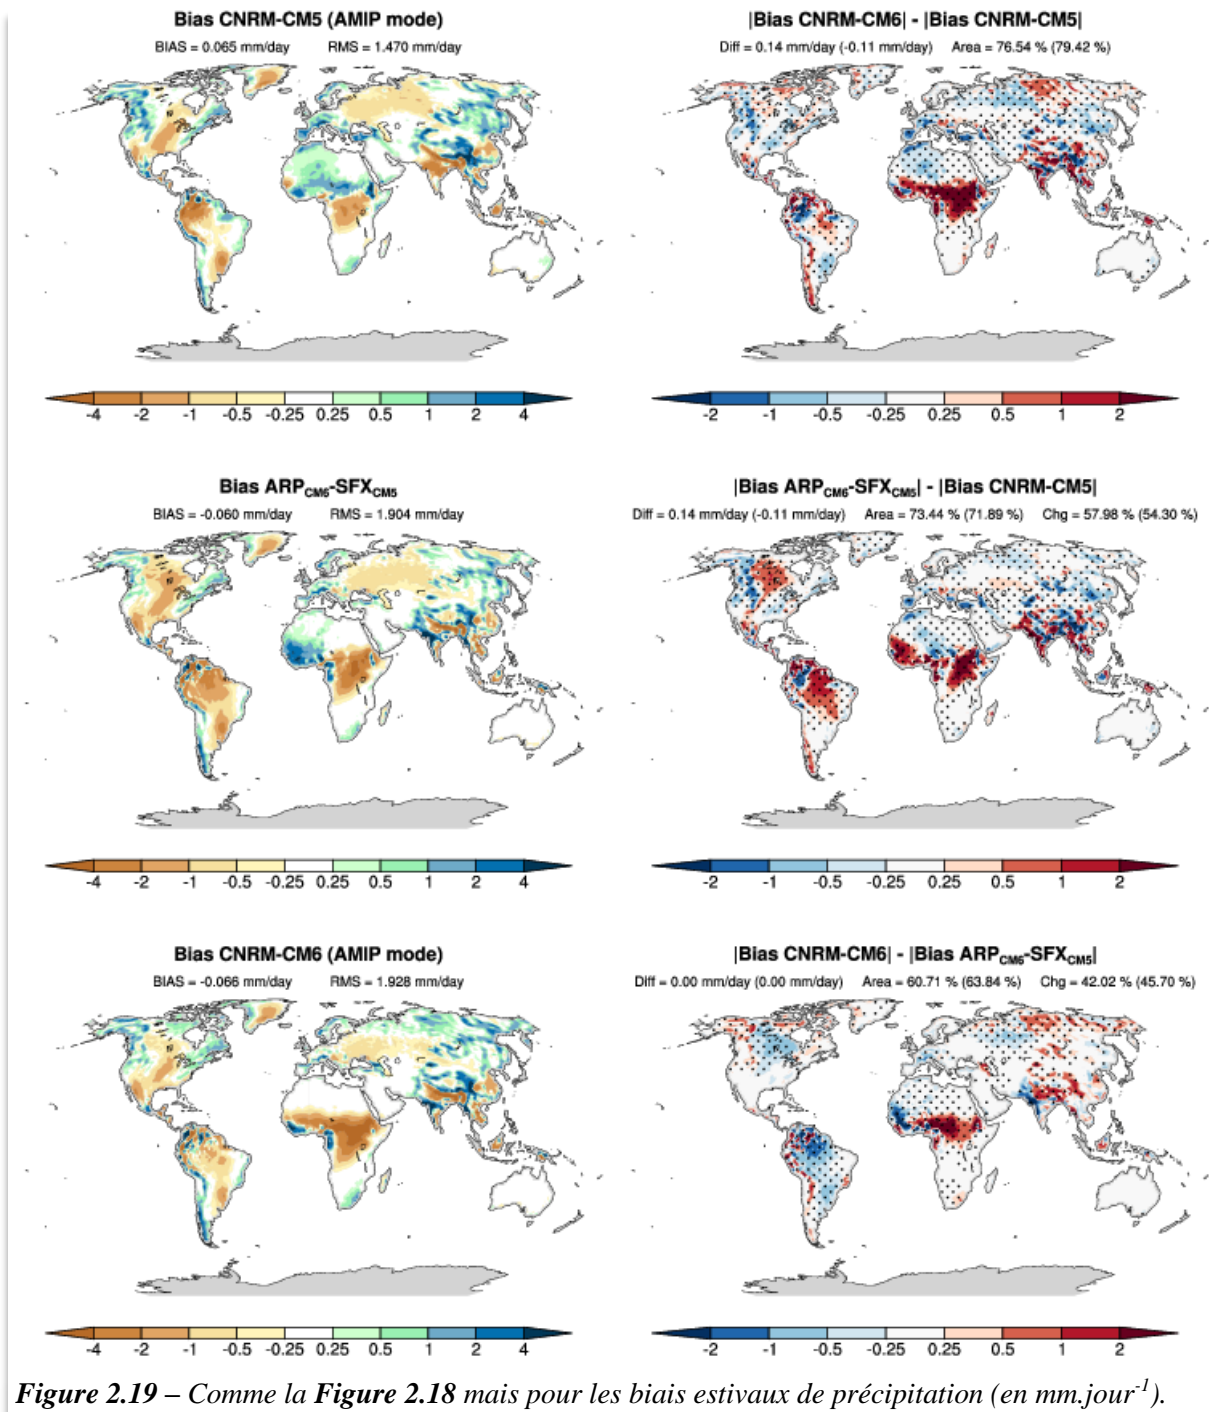 Bias CNRM-CM5 (AMIP mode)
BIAS = 0.065 mm/day RMS = 1.470 mm/day
-4 -2 -1 -0.5 -0.25 0.25 0.5 1 2 4
|Bias CNRM-CM6| - |Bias CNRM-CM5|
Diff = 0.14 mm/day (-0.11 mm/day) Area = 76.54 % (79.42 %)
-2 -1 -0.5 -0.25 0.25 0.5 1 2
Bias ARPCM6-SFXCM5
BIAS = -0.060 mm/day RMS = 1.904 mm/day
-4 -2 -1 -0.5 -0.25 0.25 0.5 1 2 4
|Bias ARPCM6-SFXCM5| - |Bias CNRM-CM5|
Diff = 0.14 mm/day (-0.11 mm/day) Area = 73.44 % (71.89 %) Chg = 57.98 % (54.30 %)
-2 -1 -0.5 -0.25 0.25 0.5 1 2
Bias CNRM-CM6 (AMIP mode)
BIAS = -0.066 mm/day RMS = 1.928 mm/day
-4 -2 -1 -0.5 -0.25 0.25 0.5 1 2 4
|Bias CNRM-CM6| - |Bias ARPCM6-SFXCM5|
Diff = 0.00 mm/day (0.00 mm/day) Area = 60.71 % (63.84 %) Chg = 42.02 % (45.70 %)
-2 -1 -0.5 -0.25 0.25 0.5 1 2
Figure 2.19 – Comme la Figure 2.18 mais pour les biais estivaux de précipitation (en mm.jour-1).